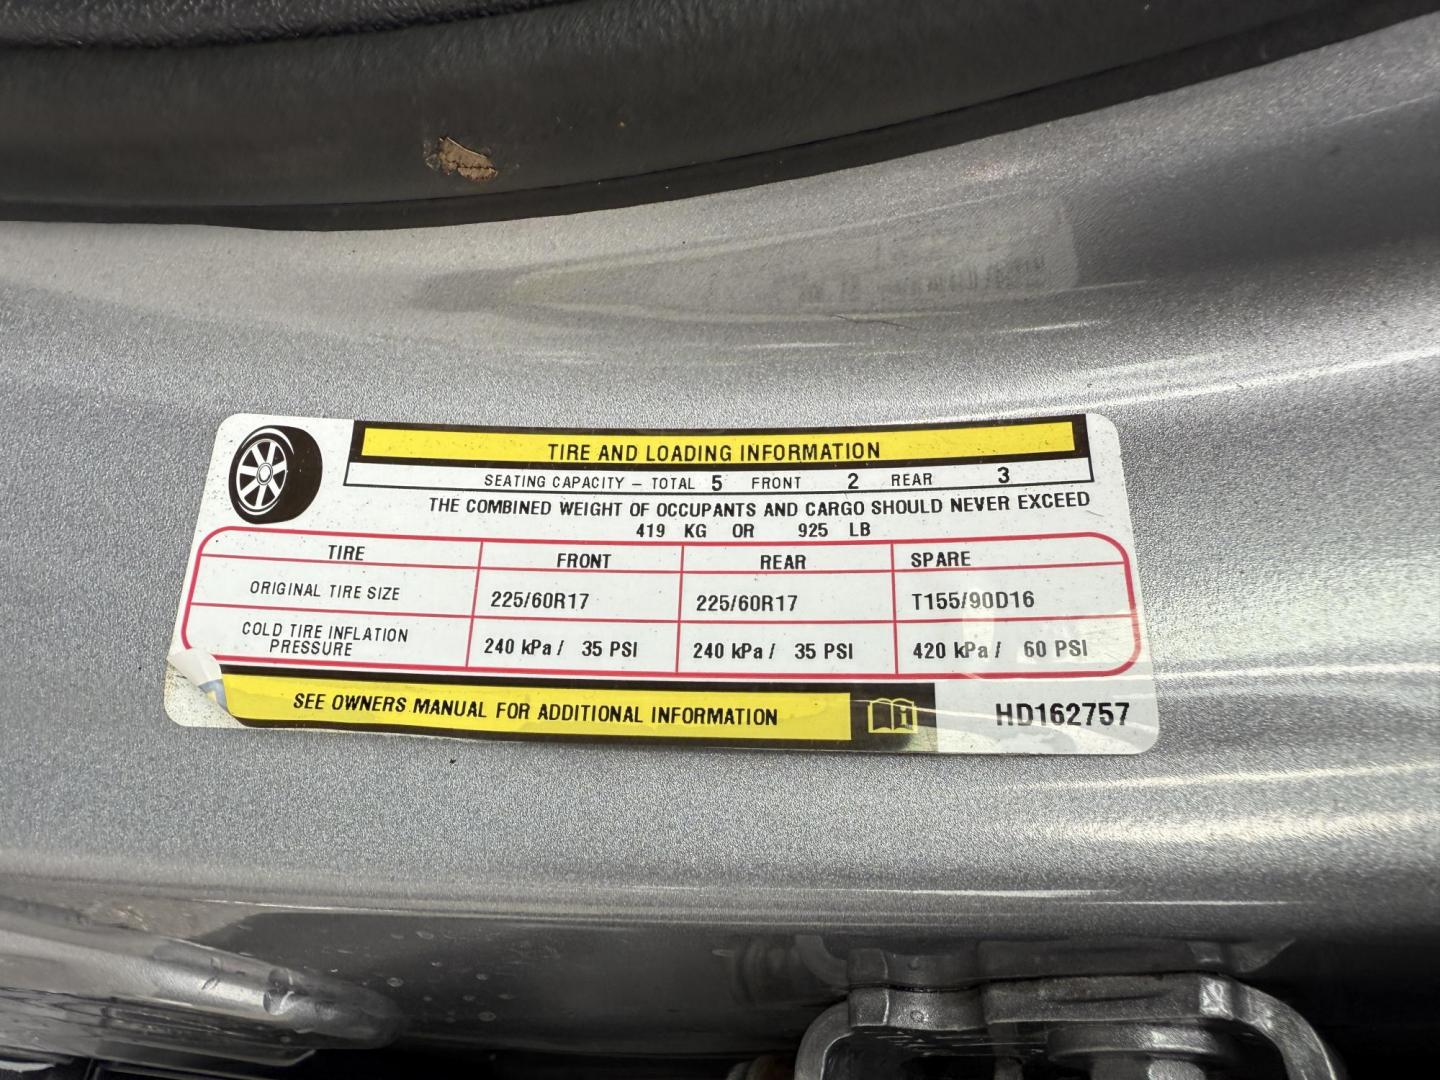 TIRE AND LOADING INFORMATION
SEATING CAPACITY – TOTAL 5 FRONT 2 REAR 3
THE COMBINED WEIGHT OF OCCUPANTS AND CARGO SHOULD NEVER EXCEED
419 KG OR 925 LB
TIRE FRONT REAR SPARE
ORIGINAL TIRE SIZE 225/60R17 225/60R17 T155/90D16
COLD TIRE INFLATION
PRESSURE 240 kPa / 35 PSI 240 kPa / 35 PSI 420 kPa / 60 PSI
SEE OWNERS MANUAL FOR ADDITIONAL INFORMATION
HD162757